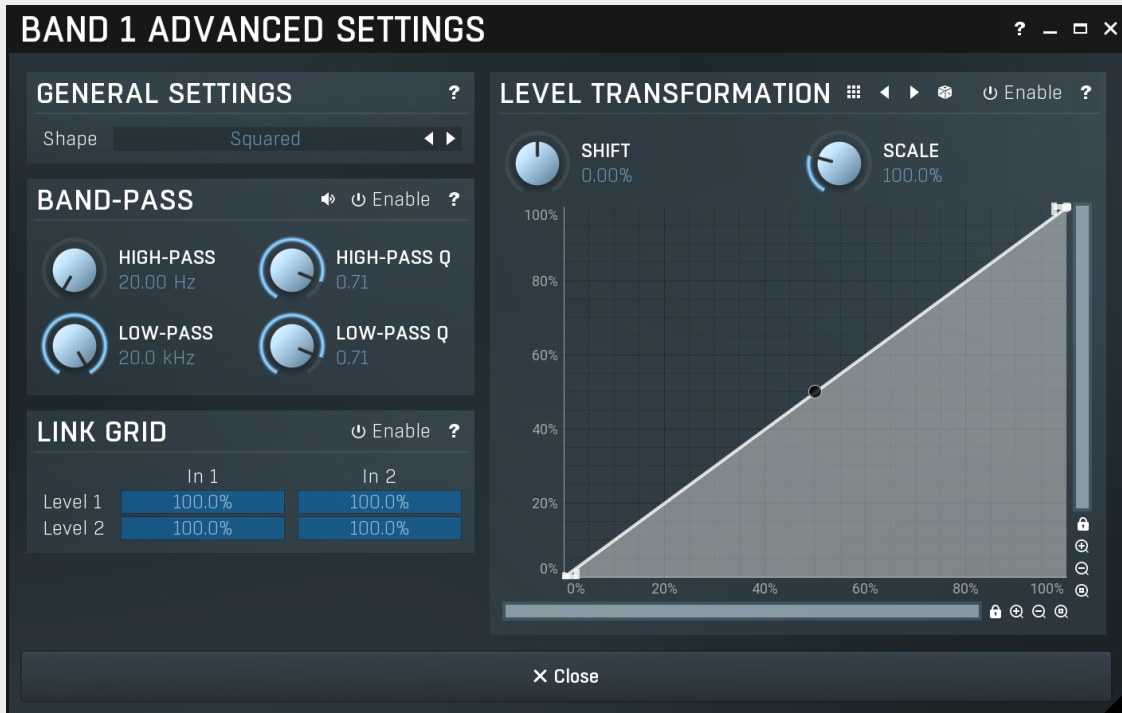 BAND 1 ADVANCED SETTINGS ?
GENERAL SETTINGS ?
Shape Squared
BAND-PASS Enable ?
HIGH-PASS
20.00 Hz
HIGH-PASS Q
0.71
LOW-PASS
20.0 kHz
LOW-PASS Q
0.71
LINK GRID Enable ?
In 1 In 2
Level 1 100.0% 100.0%
Level 2 100.0% 100.0%
LEVEL TRANSFORMATION Enable ?
SHIFT
0.00%
SCALE
100.0%
100%
80%
60%
40%
20%
0%
0% 20% 40% 60% 80% 100%
Close